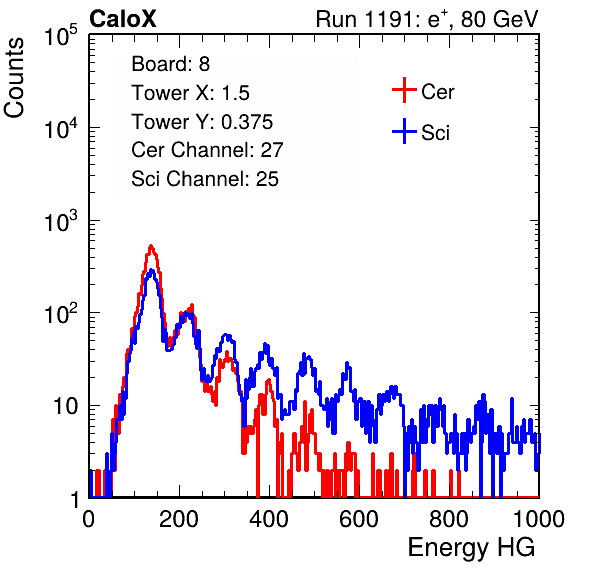 CaloX Run 1191: e⁺, 80 GeV
Counts
Board: 8
Tower X: 1.5
Tower Y: 0.375
Cer Channel: 27
Sci Channel: 25
Cer
Sci
10⁵
10⁴
10³
10²
10
1
0 200 400 600 800 1000
Energy HG